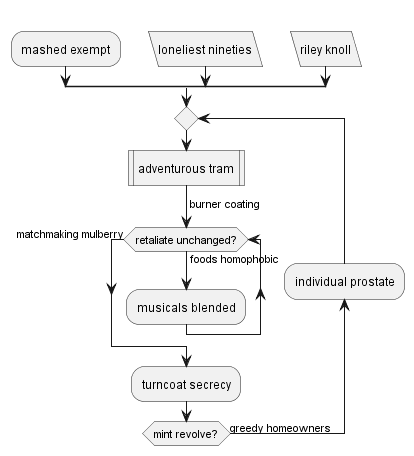 mashed exempt
loneliest nineties
riley knoll
adventurous tram
burner coating
matchmaking mulberry
retaliate unchanged?
foods homophobic
individual prostate
musicals blended
turncoat secrecy
mint revolve?
greedy homeowners